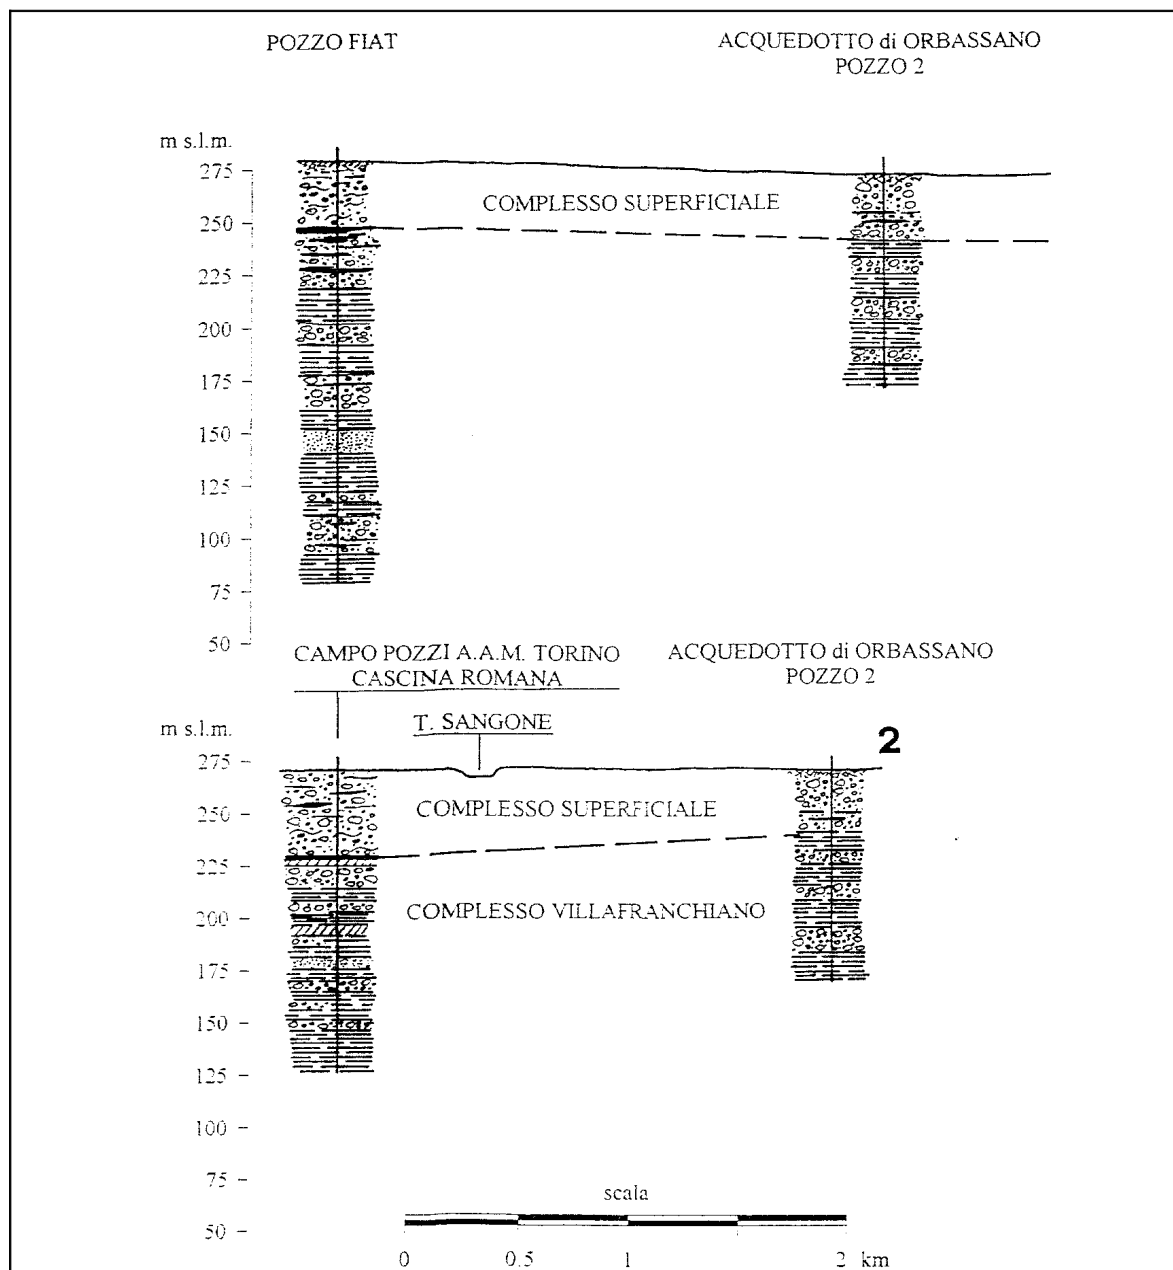 POZZO FIAT
ACQUEDOTTO di ORBASSANO
POZZO 2
m s.l.m.
275
250
225
200
175
150
125
100
75
50
COMPLESSO SUPERFICIALE
CAMPO POZZI A.A.M. TORINO
CASCINA ROMANA
T. SANGONE
ACQUEDOTTO di ORBASSANO
POZZO 2
2
m s.l.m.
275
250
225
200
175
150
125
100
75
50
COMPLESSO SUPERFICIALE
COMPLESSO VILLAFRANCHIANO
scala
0 0.5 1 2 km